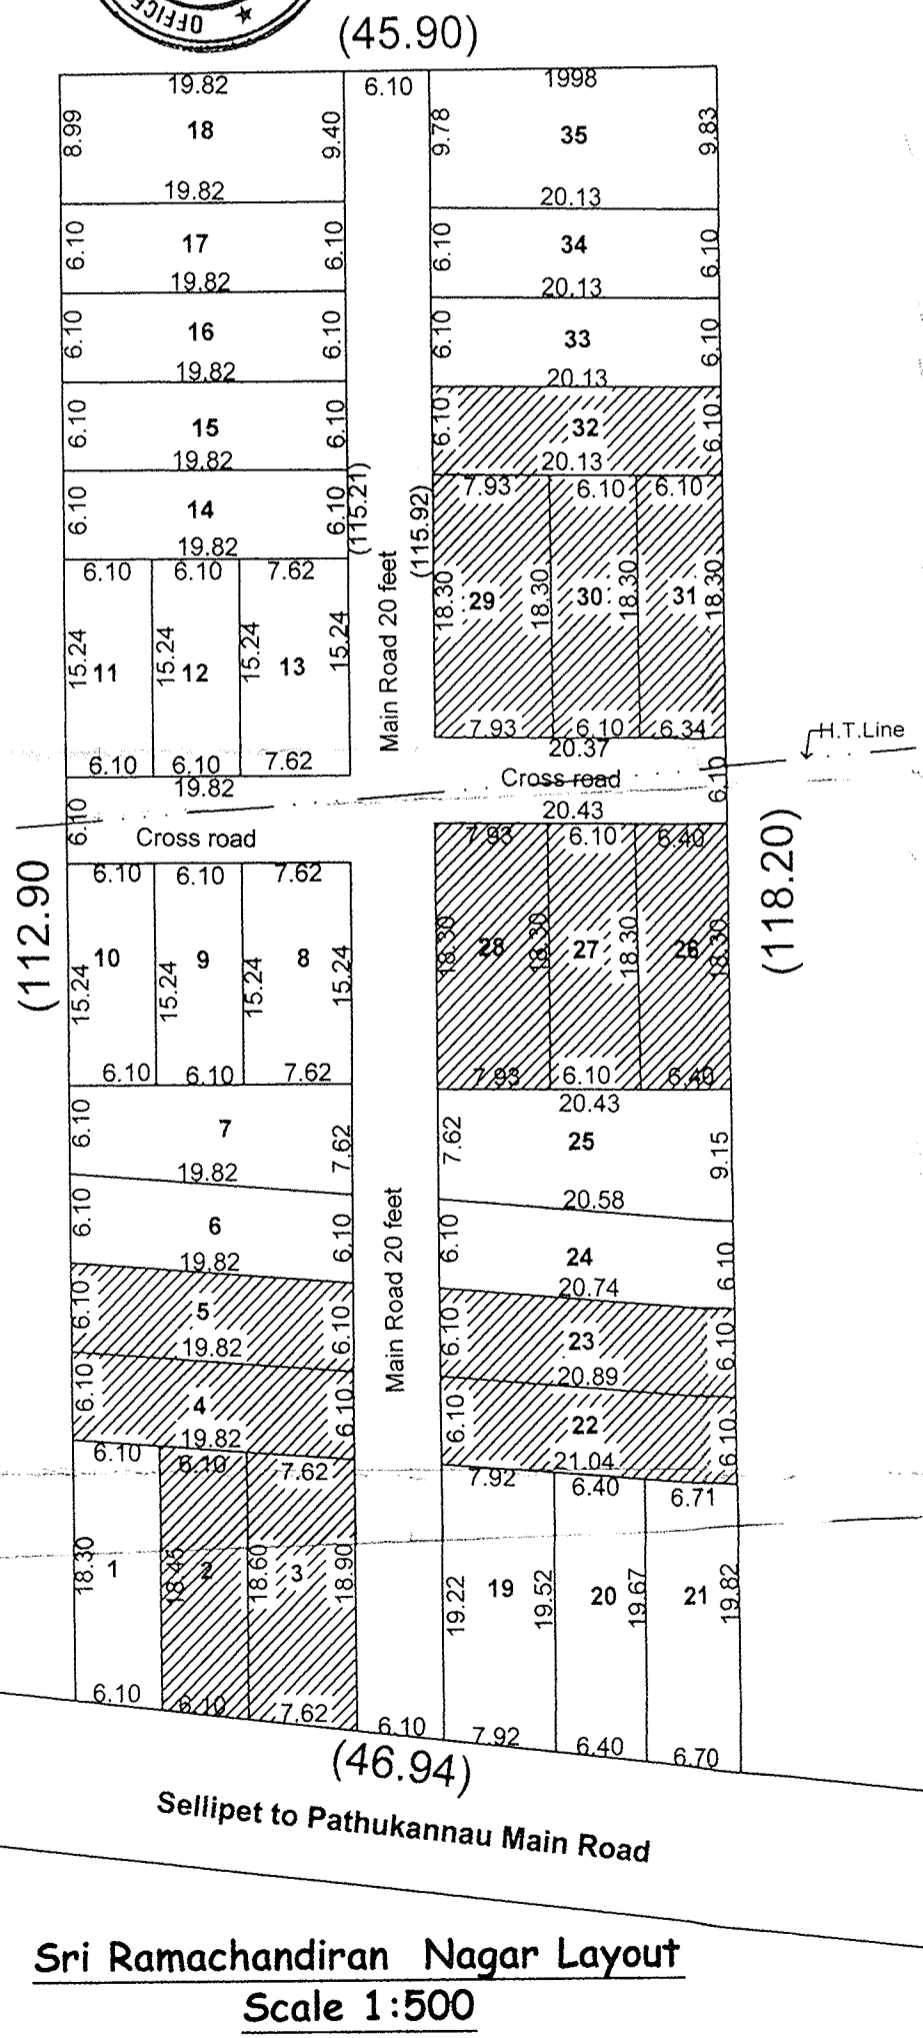 OFFICE ★
(45.90)
19.82 6.10 1998
8.99 18 9.40 9.78 35 9.83
19.82 20.13
6.10 17 6.10 6.10 34 6.10
19.82 20.13
6.10 16 6.10 6.10 33 6.10
19.82 20.13
6.10 15 6.10 6.10 32 6.10
19.82 20.13
6.10 14 6.10 (115.21) (115.92) 7.93 6.10 6.10
19.82
6.10 6.10 7.62 Main Road 20 feet 18.30 29 18.30 30 18.30 31 18.30
15.24 11 15.24 12 15.24 13 15.24
7.93 6.10 6.34
6.10 6.10 7.62 20.37 H.T.Line
19.82 Cross road 6.10
6.10 20.43
Cross road 7.93 6.10 6.40
6.10 6.10 7.62
(112.90) (118.20)
15.24 10 15.24 9 15.24 8 15.24 18.30 28 18.30 27 18.30 26 18.30
6.10 6.10 7.62 7.93 6.10 6.40
20.43
6.10 7 7.62 7.62 25 9.15
19.82 20.58
6.10 6 6.10 Main Road 20 feet 6.10 24 6.10
19.82 20.74
6.10 5 6.10 6.10 23 6.10
19.82 20.89
6.10 4 6.10 6.10 22 6.10
19.82 21.04
6.10 6.10 7.62 7.92 6.40 6.71
18.30 1 18.45 2 18.60 3 18.90 19.22 19 19.52 20 19.67 21 19.82
6.10 6.10 7.62 6.10 7.92 6.40 6.70
(46.94)
Sellipet to Pathukannau Main Road
Sri Ramachandiran Nagar Layout
Scale 1:500